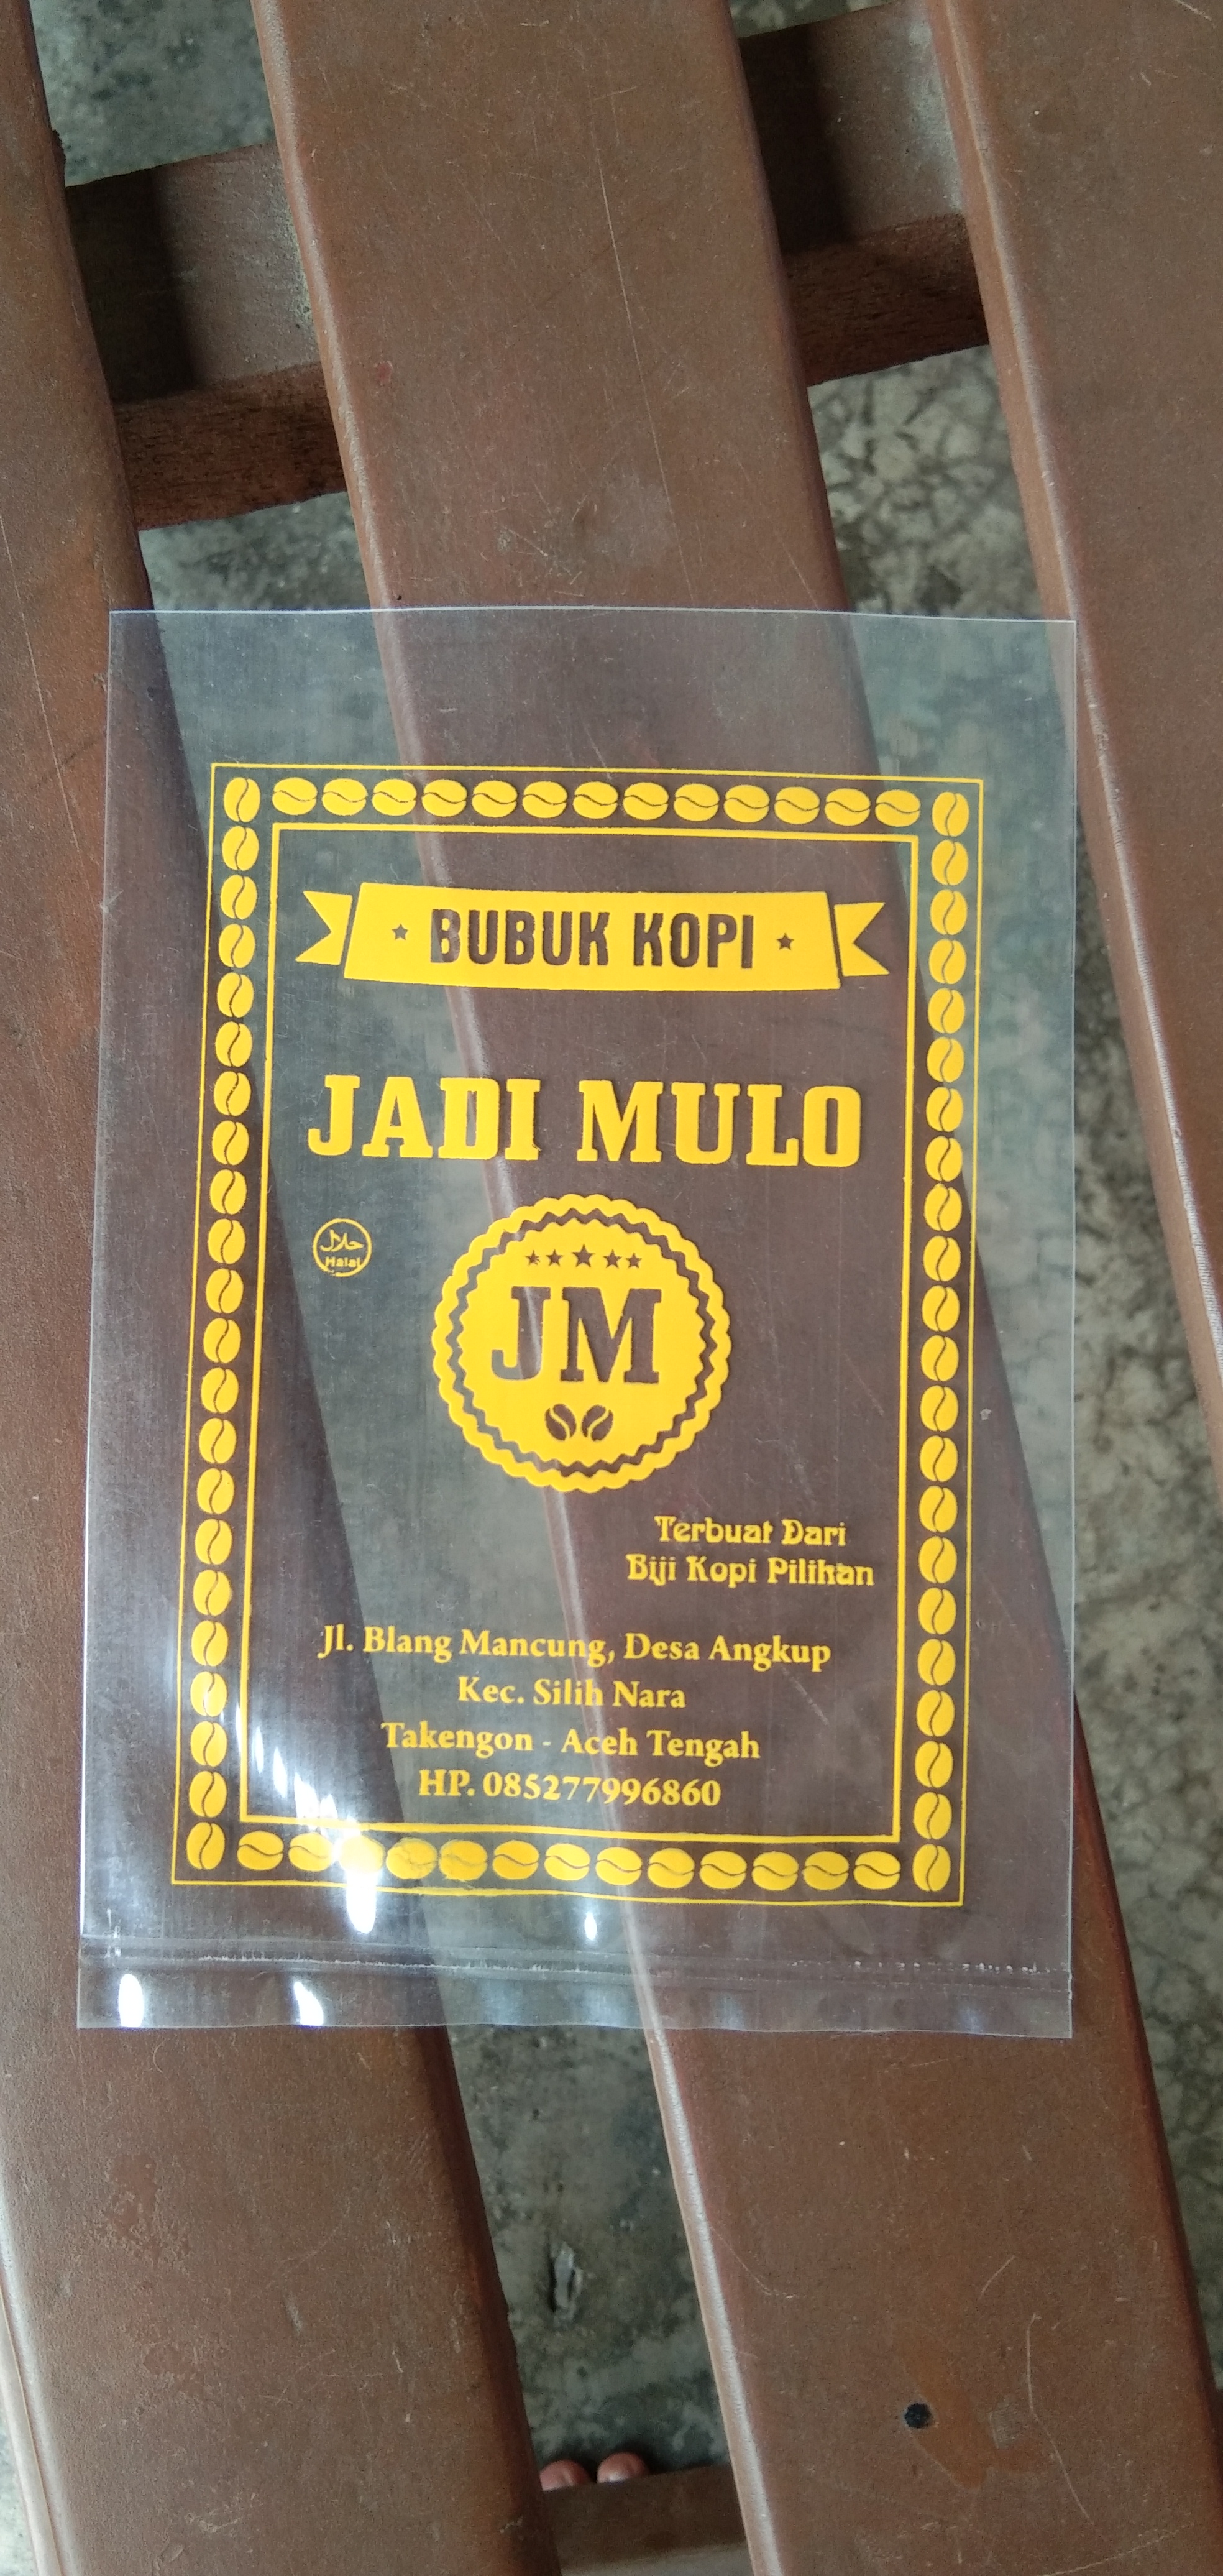 BUBUK KOPI
JADI MULO
حلال
Halal
JM
Terbuat Dari
Biji Kopi Pilihan
Jl. Blang Mancung, Desa Angkup
Kec. Silih Nara
Takengon - Aceh Tengah
HP. 085277996860